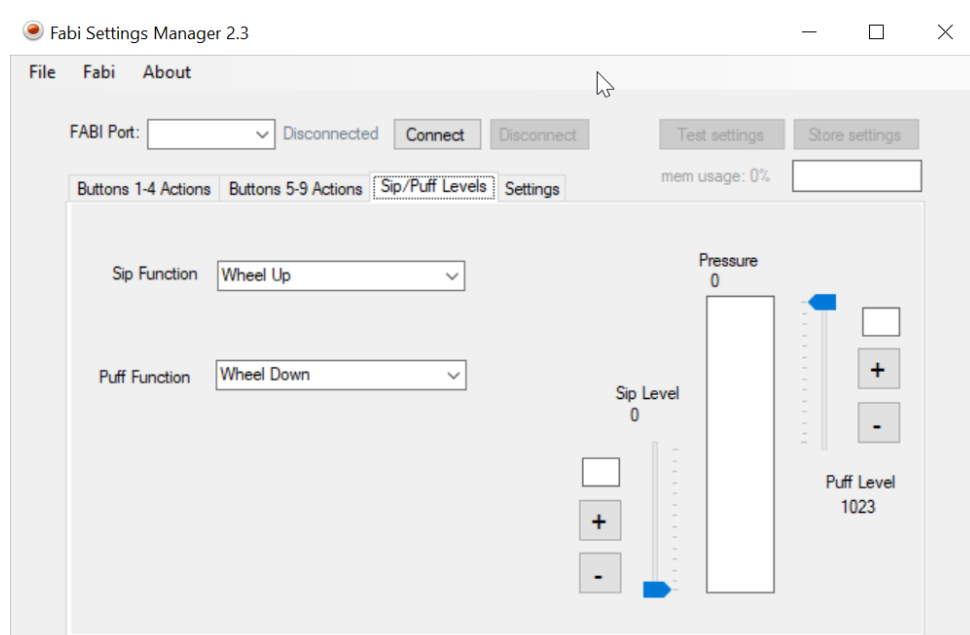 Fabi Settings Manager 2.3
File Fabi About
FABI Port: Disconnected Connect Disconnect Test settings Store settings
mem usage: 0%
Buttons 1-4 Actions Buttons 5-9 Actions Sip/Puff Levels Settings
Sip Function Wheel Up
Pressure
0
+
-
Puff Function Wheel Down
Sip Level
0
+
-
Puff Level
1023